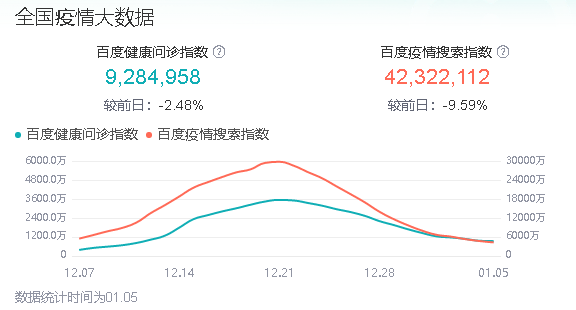 全国疫情大数据
百度健康问诊指数 ?
百度疫情搜索指数 ?
9,284,958
42,322,112
较前日：-2.48%
较前日：-9.59%
百度健康问诊指数 百度疫情搜索指数
6000.0万 30000万
4800.0万 24000万
3600.0万 18000万
2400.0万 12000万
1200.0万 6000万
0 0
12.07 12.14 12.21 12.28 01.05
数据统计时间为01.05